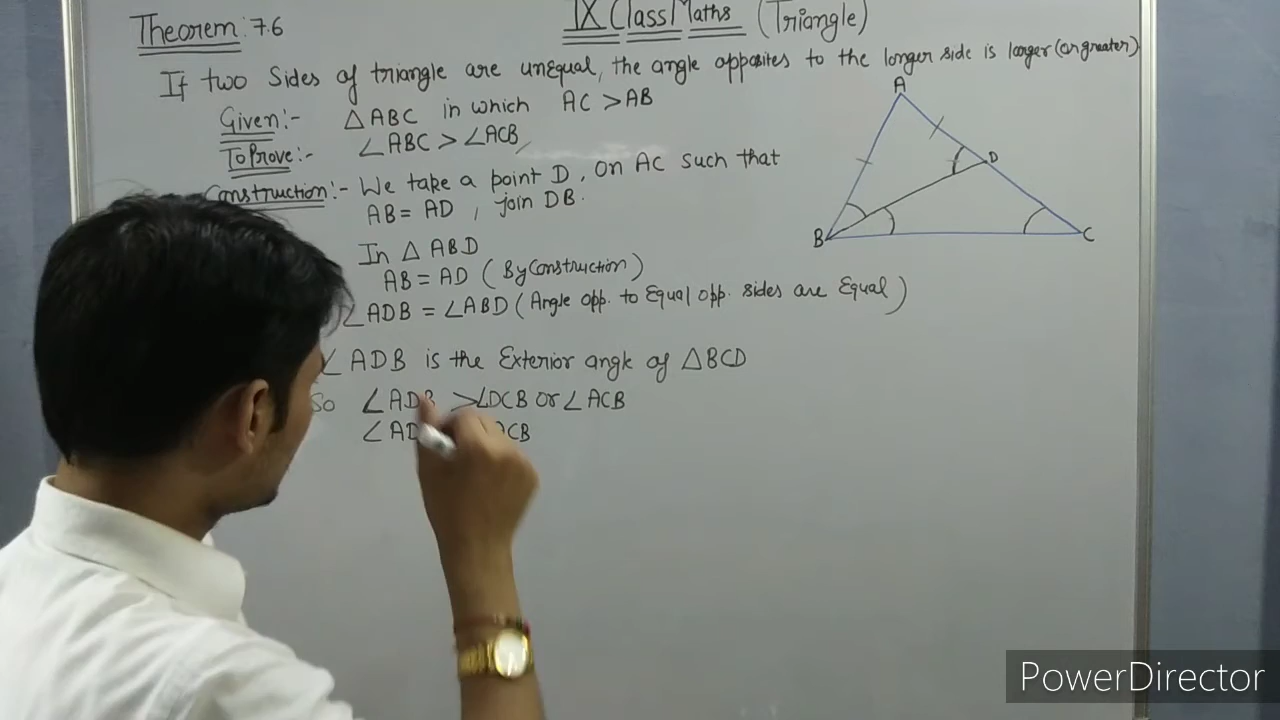 Theorem: 7.6
IX Class Maths (Triangle)
If two Sides of triangle are unequal, the angle opposites to the longer side is larger (or greater).
Given:- △ABC in which AC > AB
To Prove:- ∠ABC > ∠ACB
Construction:- We take a point D, on AC such that
AB = AD, join DB.
In △ ABD
AB = AD (By Construction)
∠ADB = ∠ABD (Angle opp. to Equal opp. sides are Equal)
∠ADB is the Exterior angle of △BCD
So ∠ADB > ∠DCB or ∠ACB
∠AD CB
A
D
B
C
PowerDirector